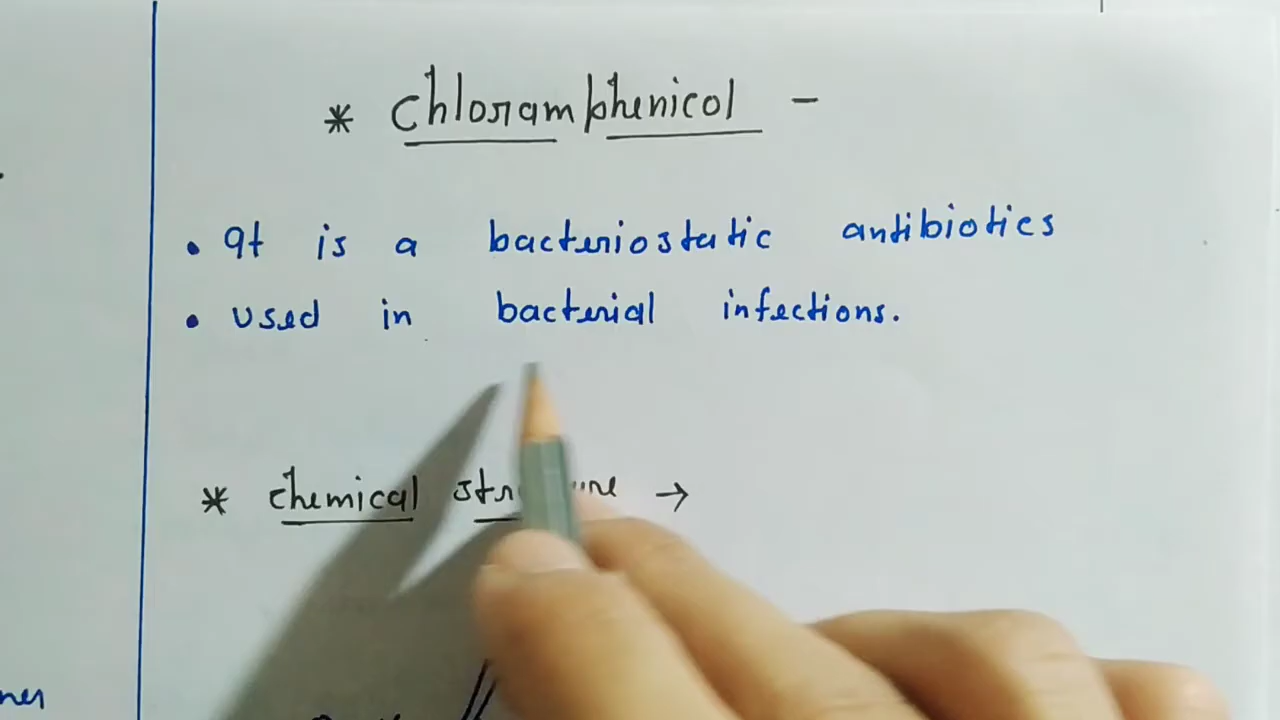 * Chloramphenicol -
• It is a bacteriostatic antibiotics
• used in bacterial infections.
* Chemical →